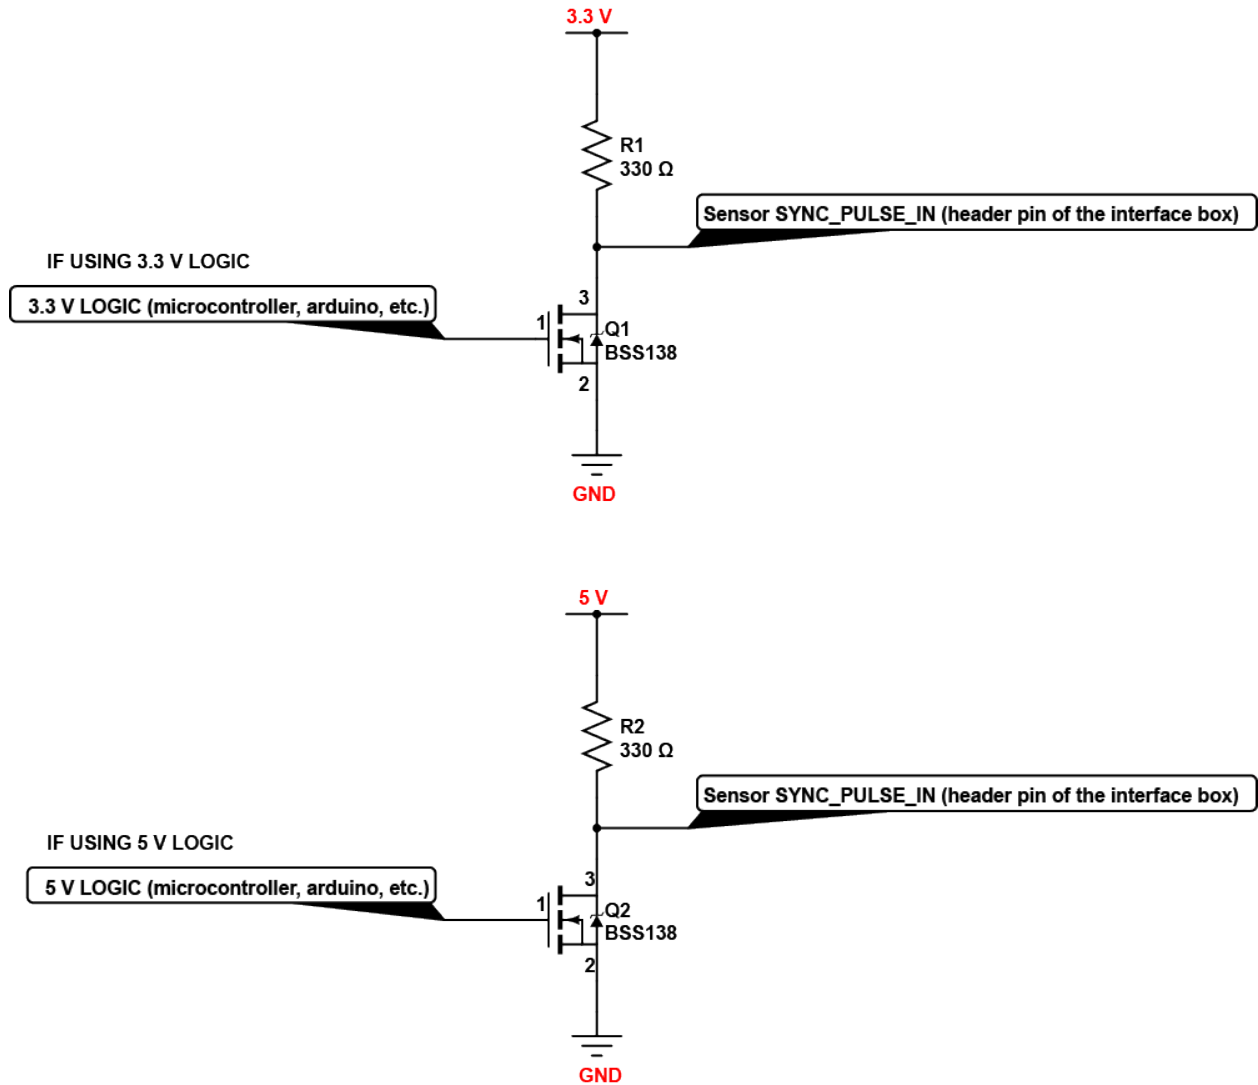 3.3 V
R1
330 Ω
Sensor SYNC_PULSE_IN (header pin of the interface box)
IF USING 3.3 V LOGIC
3.3 V LOGIC (microcontroller, arduino, etc.)
3
1
Q1
BSS138
2
GND
5 V
R2
330 Ω
Sensor SYNC_PULSE_IN (header pin of the interface box)
IF USING 5 V LOGIC
5 V LOGIC (microcontroller, arduino, etc.)
3
1
Q2
BSS138
2
GND